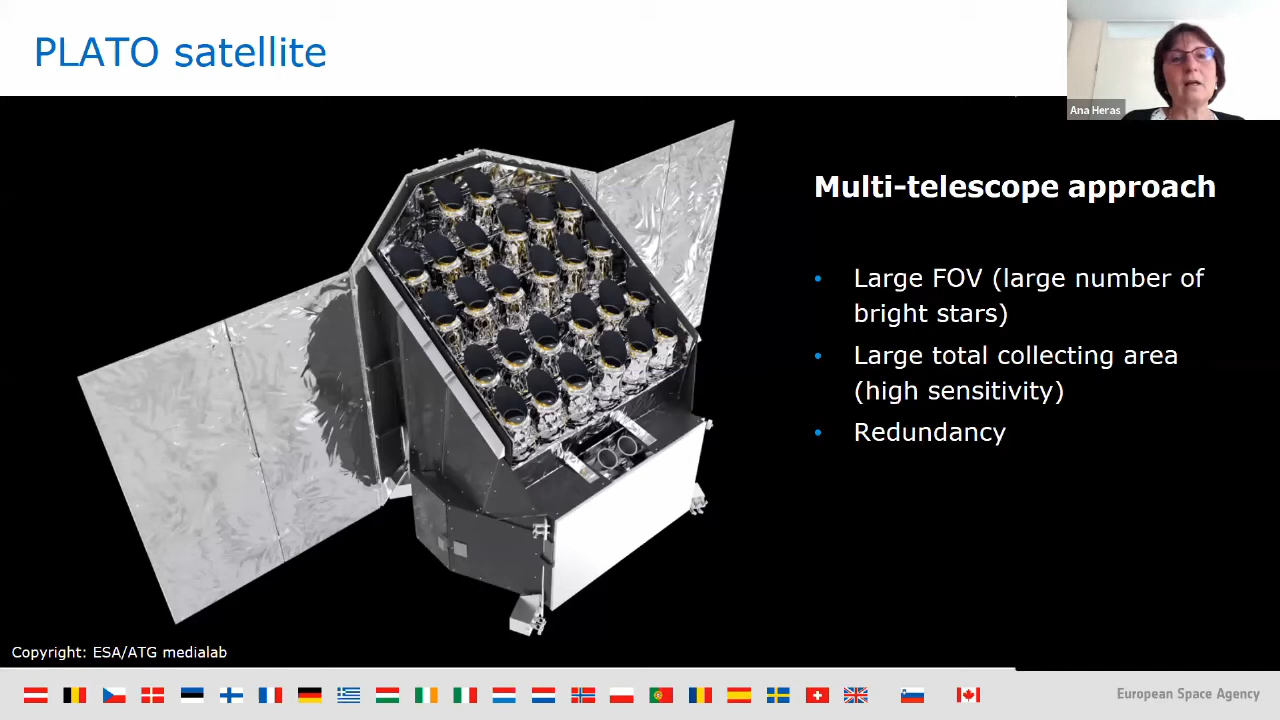 PLATO satellite
Ana Heras
Multi-telescope approach
• Large FOV (large number of
bright stars)
• Large total collecting area
(high sensitivity)
• Redundancy
Copyright: ESA/ATG medialab
European Space Agency